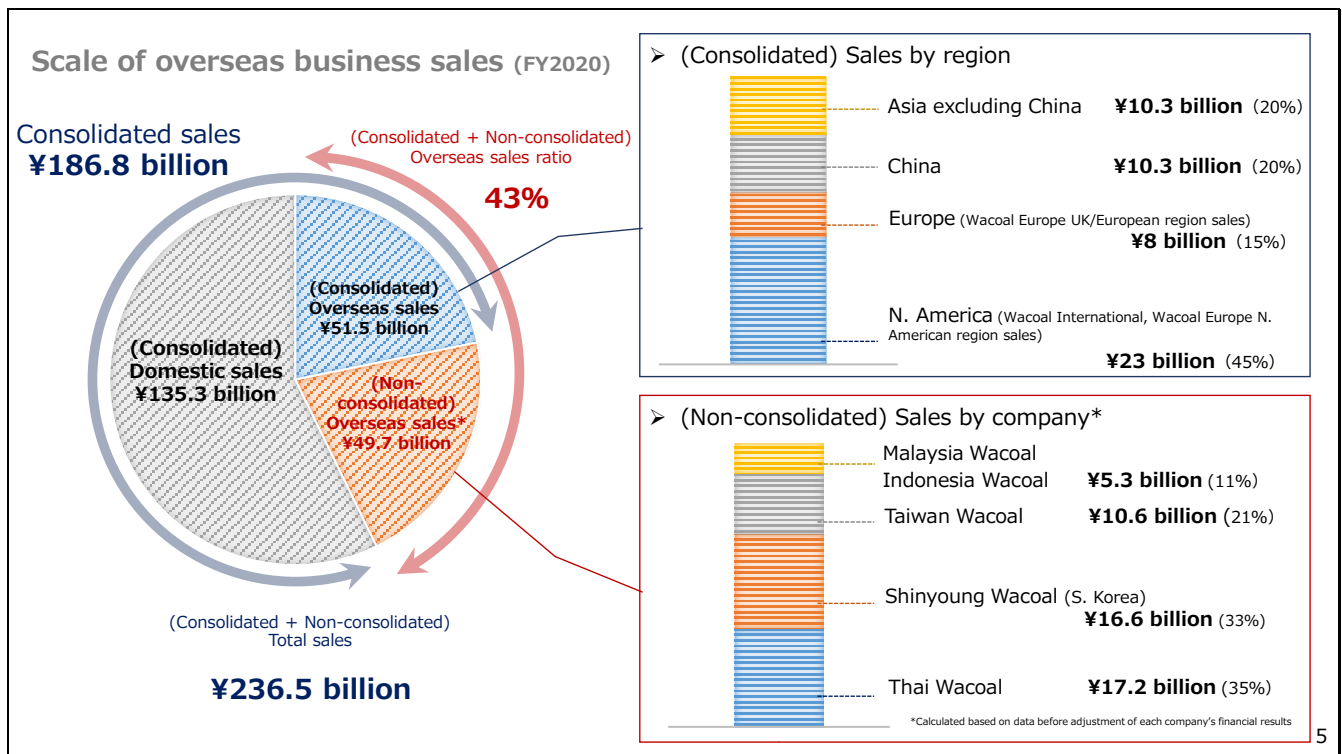 Scale of overseas business sales (FY2020)
Consolidated sales
¥186.8 billion
(Consolidated + Non-consolidated)
Overseas sales ratio
43%
(Consolidated)
Overseas sales
¥51.5 billion
(Consolidated)
Domestic sales
¥135.3 billion
(Non-
consolidated)
Overseas sales*
¥49.7 billion
(Consolidated + Non-consolidated)
Total sales
¥236.5 billion
➢ (Consolidated) Sales by region
Asia excluding China ¥10.3 billion (20%)
China ¥10.3 billion (20%)
Europe (Wacoal Europe UK/European region sales)
¥8 billion (15%)
N. America (Wacoal International, Wacoal Europe N.
American region sales)
¥23 billion (45%)
➢ (Non-consolidated) Sales by company*
Malaysia Wacoal
Indonesia Wacoal ¥5.3 billion (11%)
Taiwan Wacoal ¥10.6 billion (21%)
Shinyoung Wacoal (S. Korea)
¥16.6 billion (33%)
Thai Wacoal ¥17.2 billion (35%)
*Calculated based on data before adjustment of each company's financial results
5